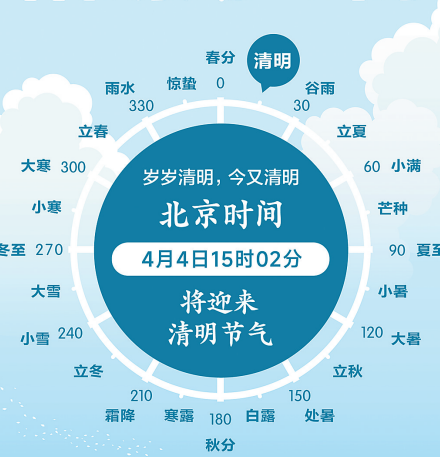 春分
清明
雨水
惊蛰
0
谷雨
330
30
立春
立夏
大寒
300
岁岁清明，今又清明
60
小满
小寒
北京时间
芒种
冬至
270
4月4日15时02分
90
夏至
大雪
将迎来
小暑
小雪
240
清明节气
120
大暑
立冬
立秋
210
150
霜降
寒露
180
白露
处暑
秋分